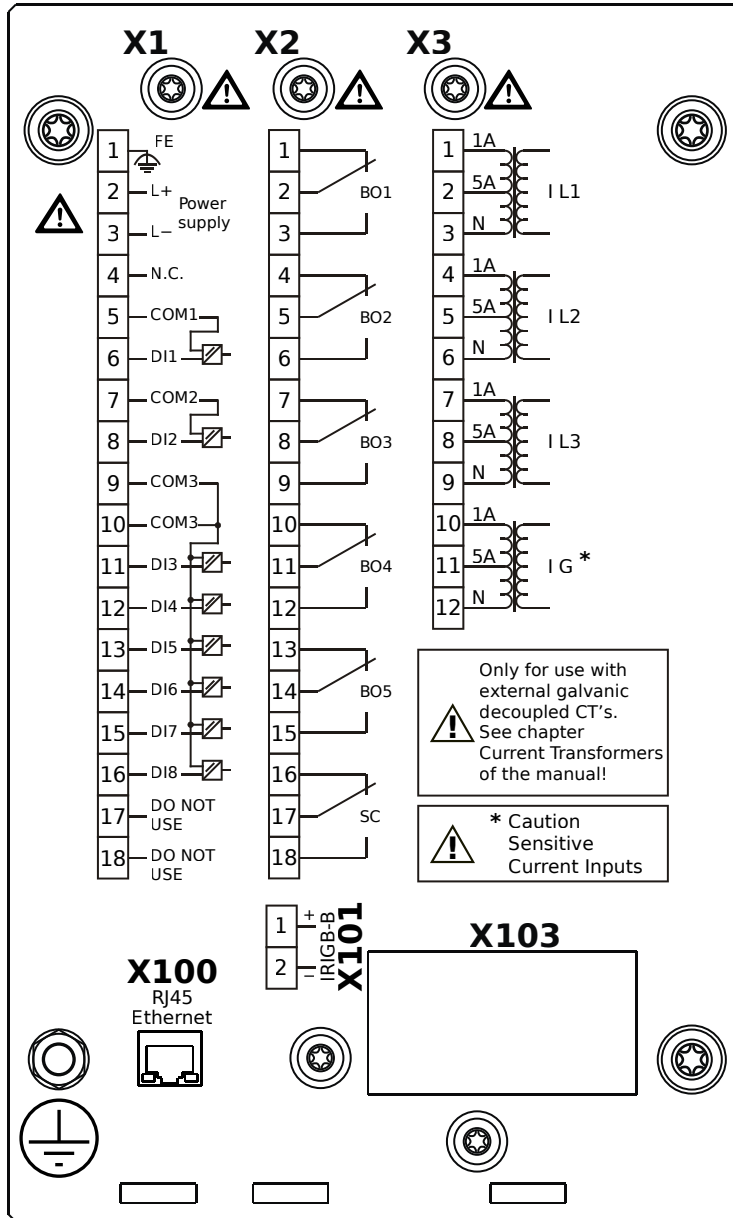 X1
X2
X3
1 FE
2 L+
Power
supply
3 L−
4 N.C.
5 COM1
6 DI1
7 COM2
8 DI2
9 COM3
10 COM3
11 DI3
12 DI4
13 DI5
14 DI6
15 DI7
16 DI8
17 DO NOT
USE
18 DO NOT
USE
1
2 BO1
3
4
5 BO2
6
7
8 BO3
9
10
11 BO4
12
13
14 BO5
15
16
17 SC
18
1 1A
2 5A I L1
3 N
4 1A
5 5A I L2
6 N
7 1A
8 5A I L3
9 N
10 1A
11 5A I G *
12 N
! Only for use with
external galvanic
decoupled CT's.
See chapter
Current Transformers
of the manual!
! * Caution
Sensitive
Current Inputs
1 +
2 −
IRIGB-B
X101
X100
RJ45
Ethernet
X103